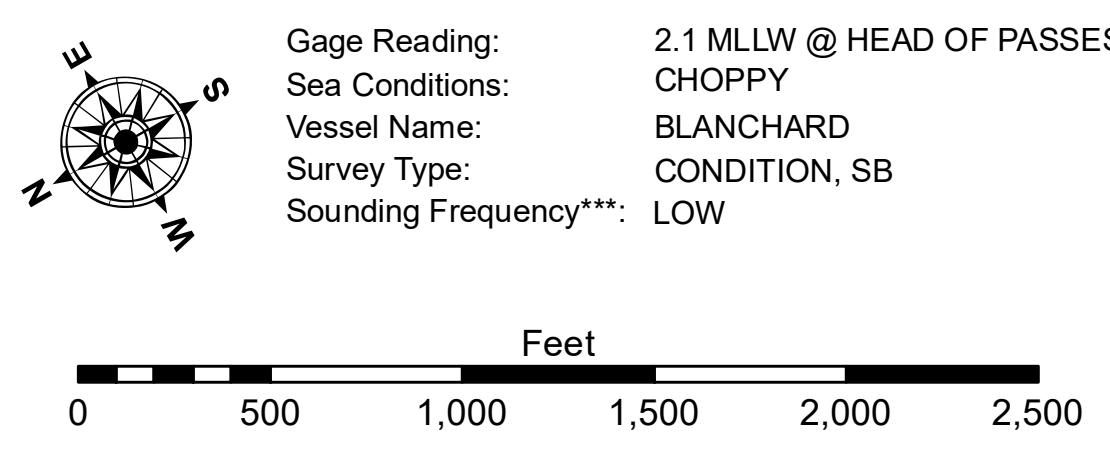 E
S
N
W
Gage Reading: 2.1 MLLW @ HEAD OF PASSES
Sea Conditions: CHOPPY
Vessel Name: BLANCHARD
Survey Type: CONDITION, SB
Sounding Frequency***: LOW
Feet
0 500 1,000 1,500 2,000 2,500